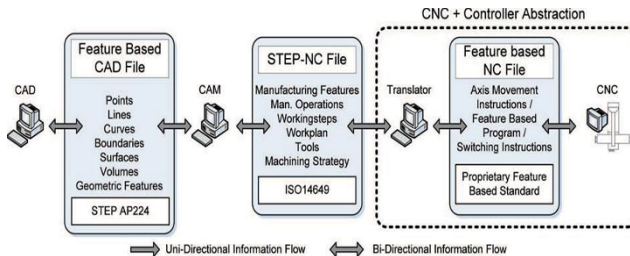 CNC + Controller Abstraction
Feature Based
CAD File
STEP-NC File
Feature based
NC File
CAD
Points
Lines
Curves
Boundaries
Surfaces
Volumes
Geometric Features
STEP AP224
CAM
Manufacturing Features
Man. Operations
Workingsteps
Workplan
Tools
Machining Strategy
ISO14649
Translator
Axis Movement
Instructions /
Feature Based
Program /
Switching Instructions
Proprietary Feature
Based Standard
CNC
Uni-Directional Information Flow
Bi-Directional Information Flow